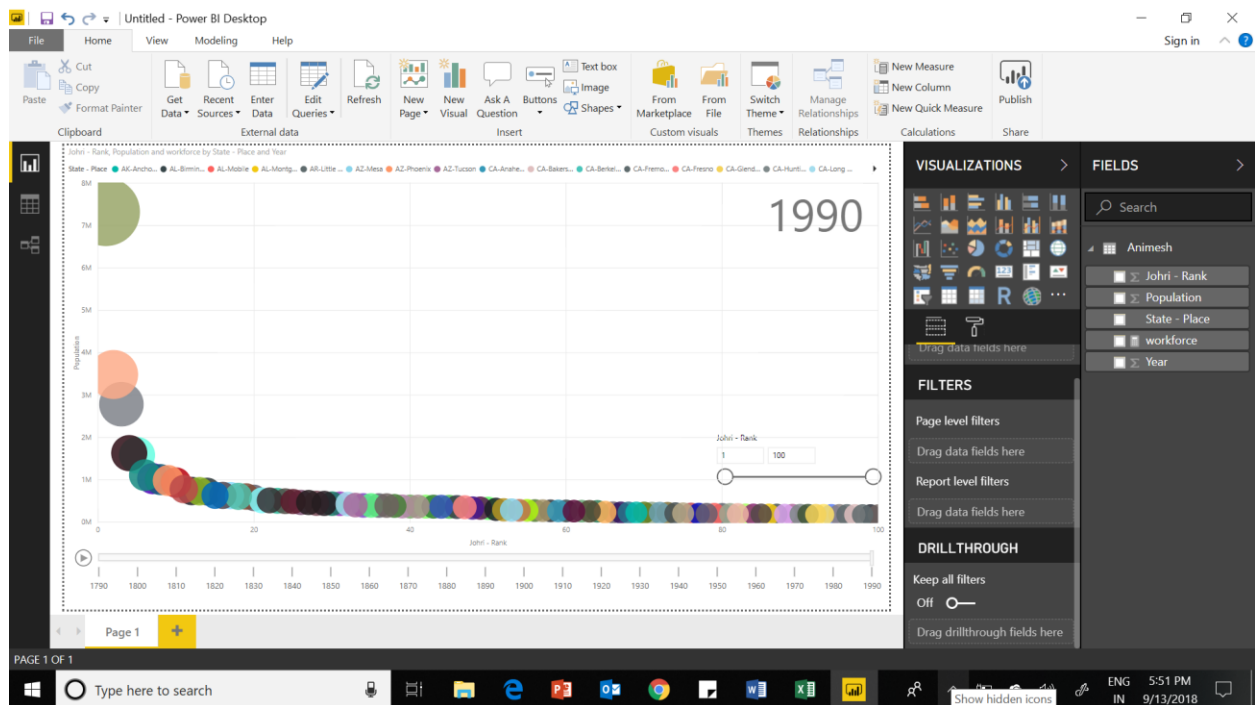 Untitled - Power BI Desktop
File Home View Modeling Help Sign in
Paste
Cut
Copy
Format Painter
Clipboard
Get Data
Recent Sources
Enter Data
Edit Queries
Refresh
External data
New Page
New Visual
Ask A Question
Buttons
Text box
Image
Shapes
Insert
From Marketplace
From File
Custom visuals
Switch Theme
Themes
Manage Relationships
Relationships
New Measure
New Column
New Quick Measure
Calculations
Publish
Share
Johri - Rank, Population and workforce by State - Place and Year
State - Place AK-Ancho... AL-Birmin... AL-Mobile AL-Montg... AR-Little ... AZ-Mesa AZ-Phoenix AZ-Tucson CA-Anahe... CA-Bakers... CA-Berkel... CA-Fremo... CA-Fresno CA-Glend... CA-Hunti... CA-Long ...
1990
8M
7M
6M
5M
4M
3M
2M
1M
0M
Population
0 20 40 60 80 100
Johri - Rank
Johri - Rank
1 100
1790 1800 1810 1820 1830 1840 1850 1860 1870 1880 1890 1900 1910 1920 1930 1940 1950 1960 1970 1980 1990
Page 1
PAGE 1 OF 1
VISUALIZATIONS
123
R
Drag data fields here
FILTERS
Page level filters
Drag data fields here
Report level filters
Drag data fields here
DRILLTHROUGH
Keep all filters
Off
Drag drillthrough fields here
FIELDS
Search
Animesh
Johri - Rank
Population
State - Place
workforce
Year
Type here to search
Show hidden icons
ENG
IN
5:51 PM
9/13/2018